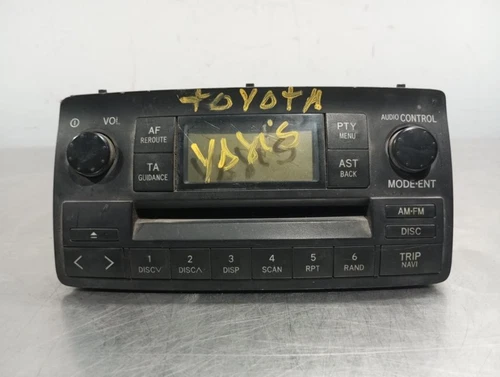 TOYOTA
VOL
AF
REROUTE
YARIS
PTY
MENU
AUDIO CONTROL
TA
GUIDANCE
AST
BACK
MODE·ENT
AM·FM
DISC
1
DISC∨
2
DISC∧
3
DISP
4
SCAN
5
RPT
6
RAND
TRIP
NAVI